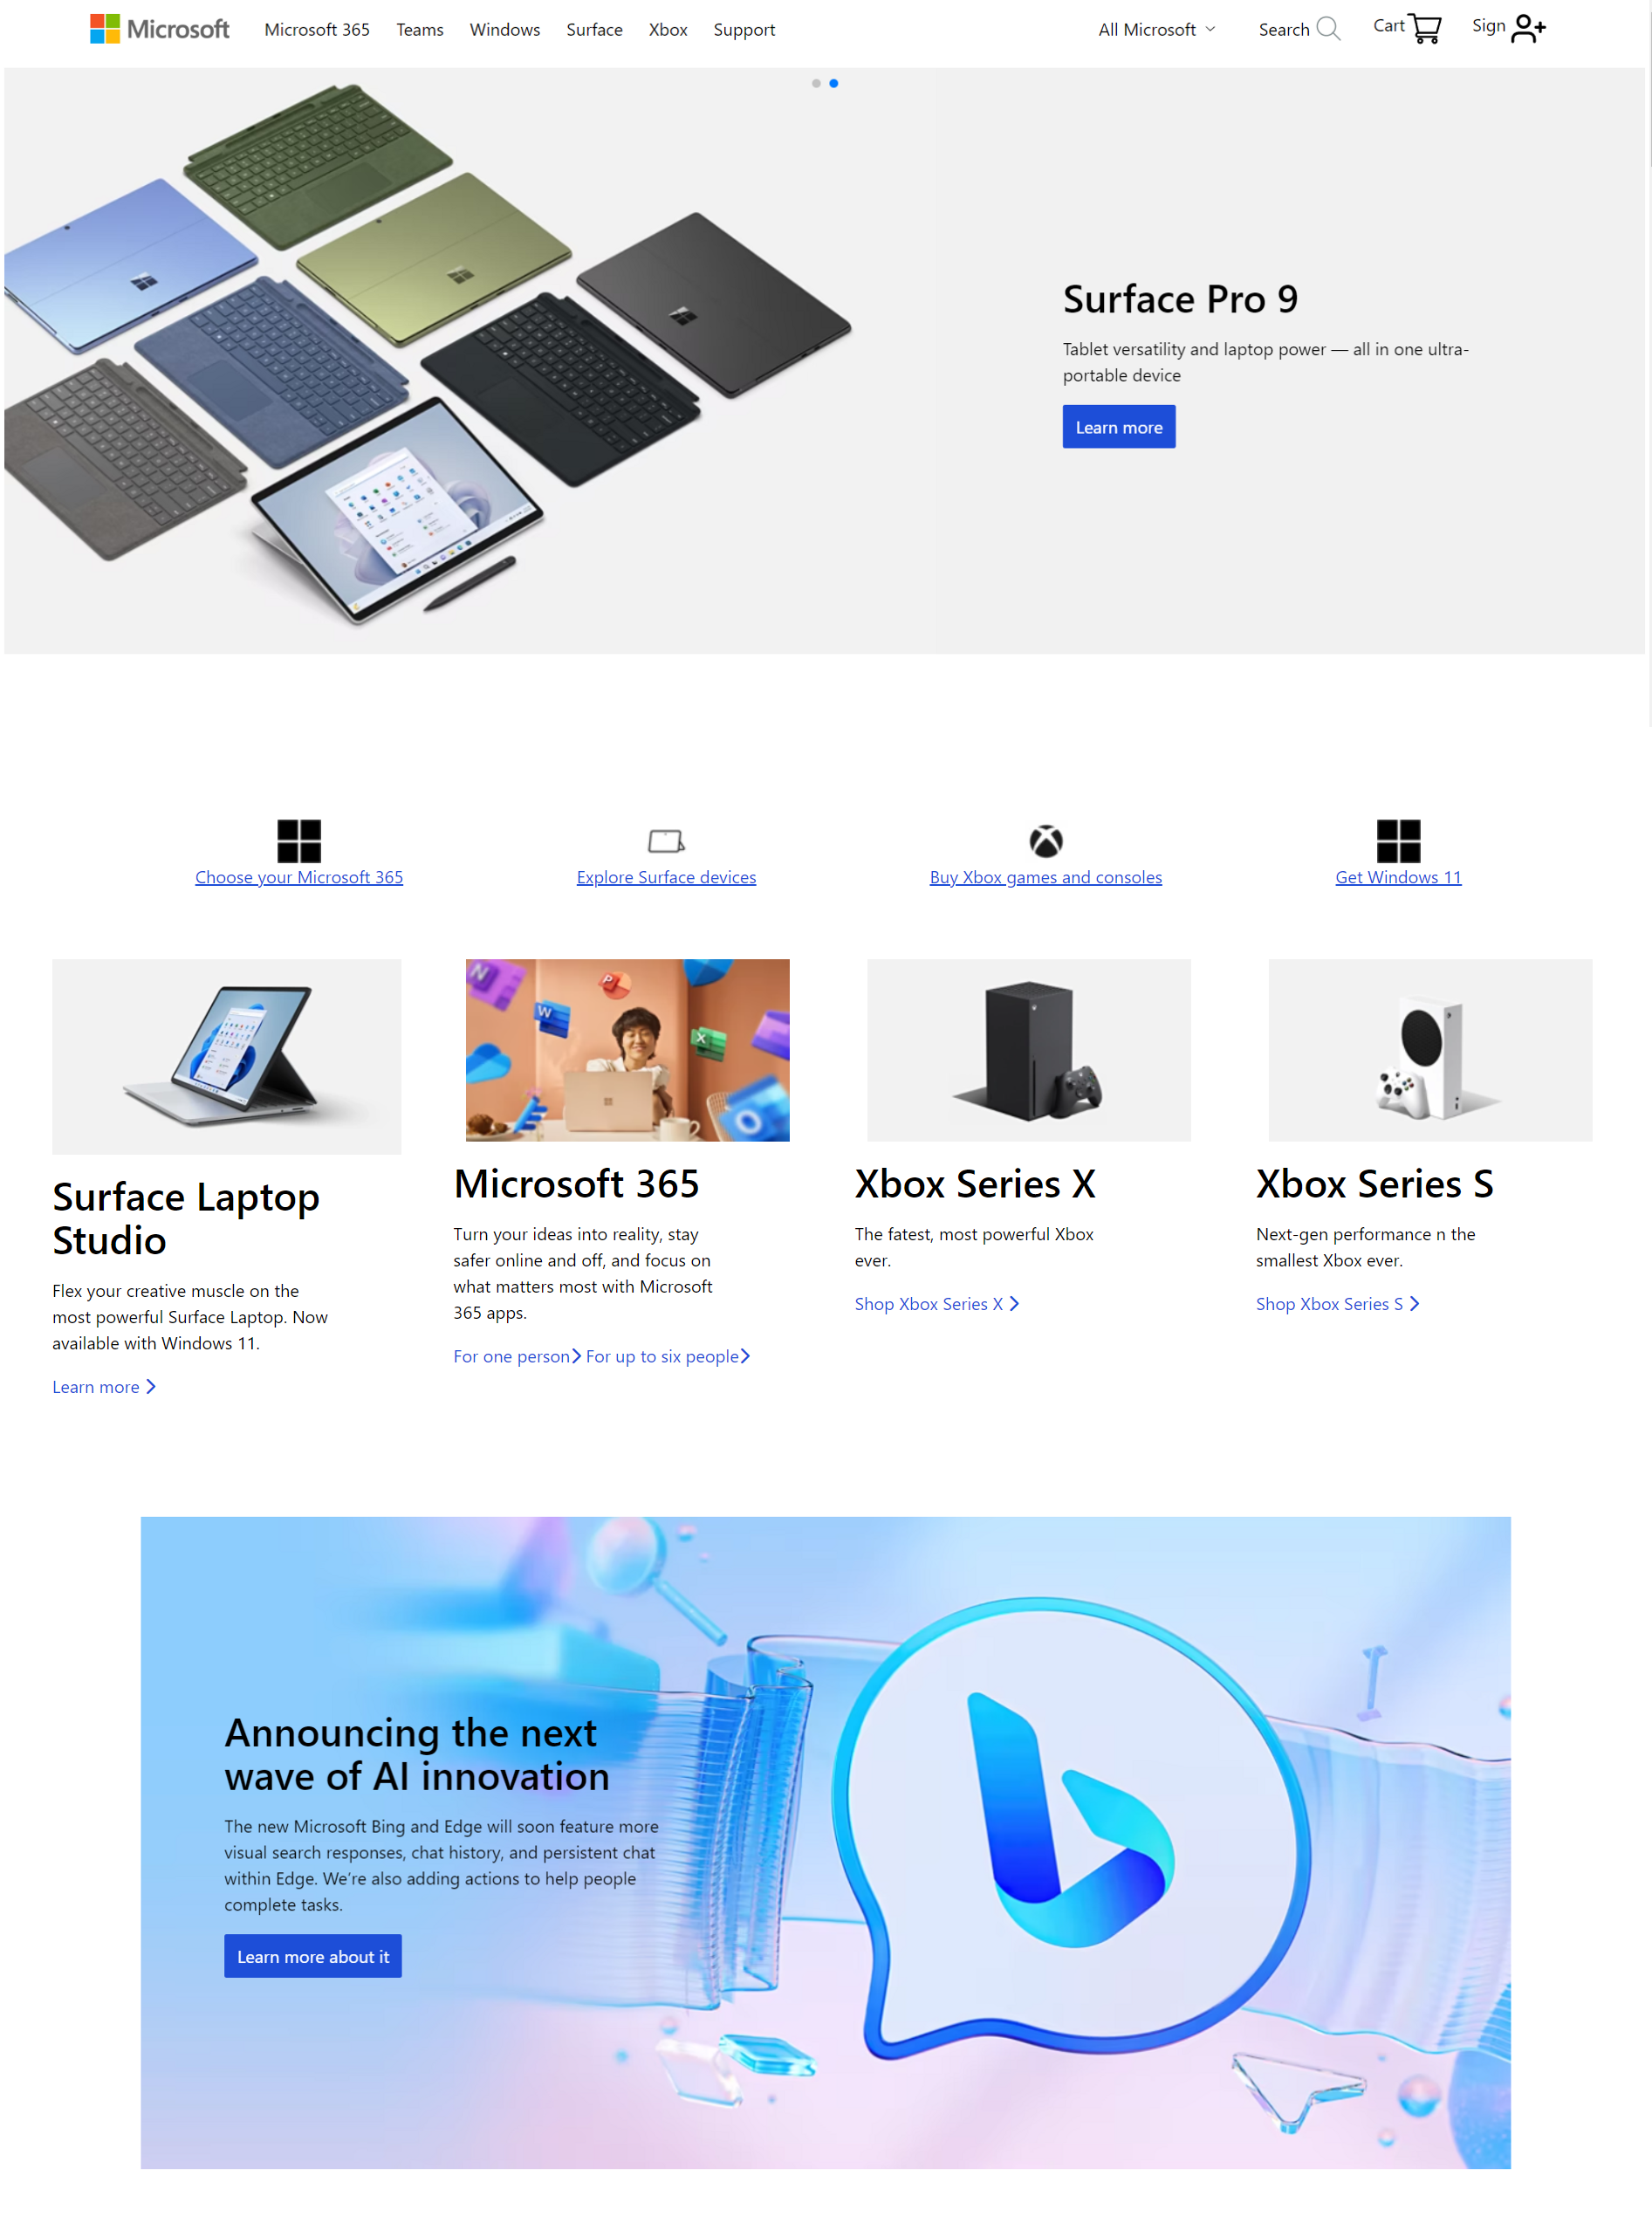 Microsoft Microsoft 365 Teams Windows Surface Xbox Support All Microsoft Search Cart Sign
Surface Pro 9
Tablet versatility and laptop power — all in one ultra-
portable device
Learn more
Choose your Microsoft 365 Explore Surface devices Buy Xbox games and consoles Get Windows 11
N
P
W
X
O
Surface Laptop
Studio
Flex your creative muscle on the
most powerful Surface Laptop. Now
available with Windows 11.
Learn more
Microsoft 365
Turn your ideas into reality, stay
safer online and off, and focus on
what matters most with Microsoft
365 apps.
For one person For up to six people
Xbox Series X
The fatest, most powerful Xbox
ever.
Shop Xbox Series X
Xbox Series S
Next-gen performance n the
smallest Xbox ever.
Shop Xbox Series S
Announcing the next
wave of AI innovation
The new Microsoft Bing and Edge will soon feature more
visual search responses, chat history, and persistent chat
within Edge. We're also adding actions to help people
complete tasks.
Learn more about it